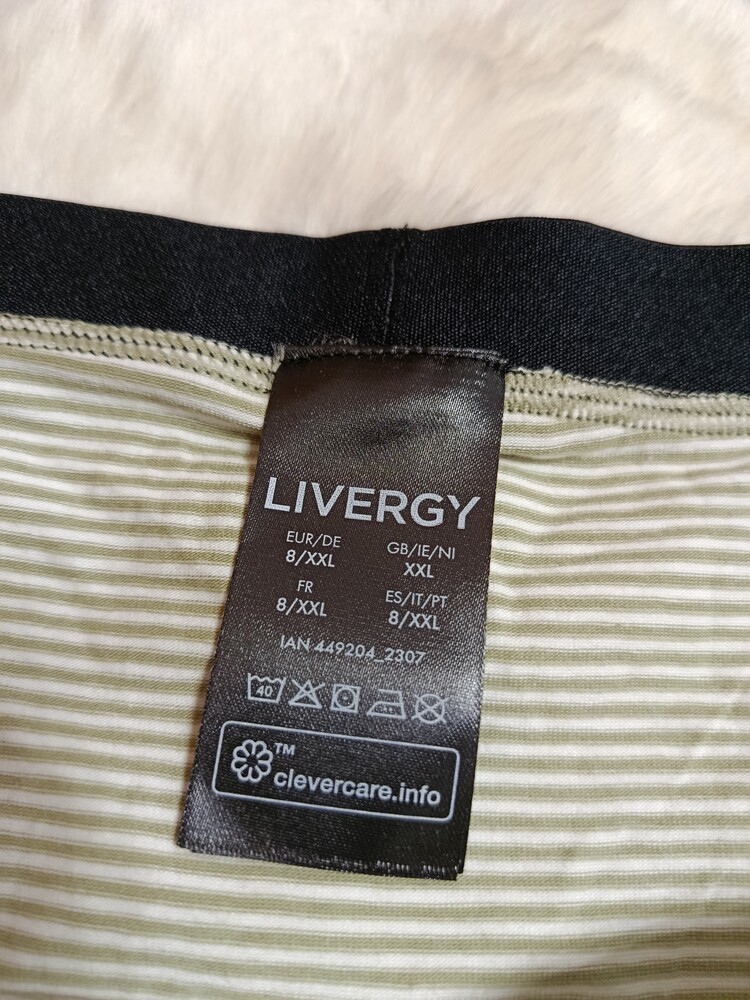 LIVERGY
EUR/DE GB/IE/NI
8/XXL XXL
FR ES/IT/PT
8/XXL 8/XXL
IAN 449204_2307
40
TM
clevercare.info